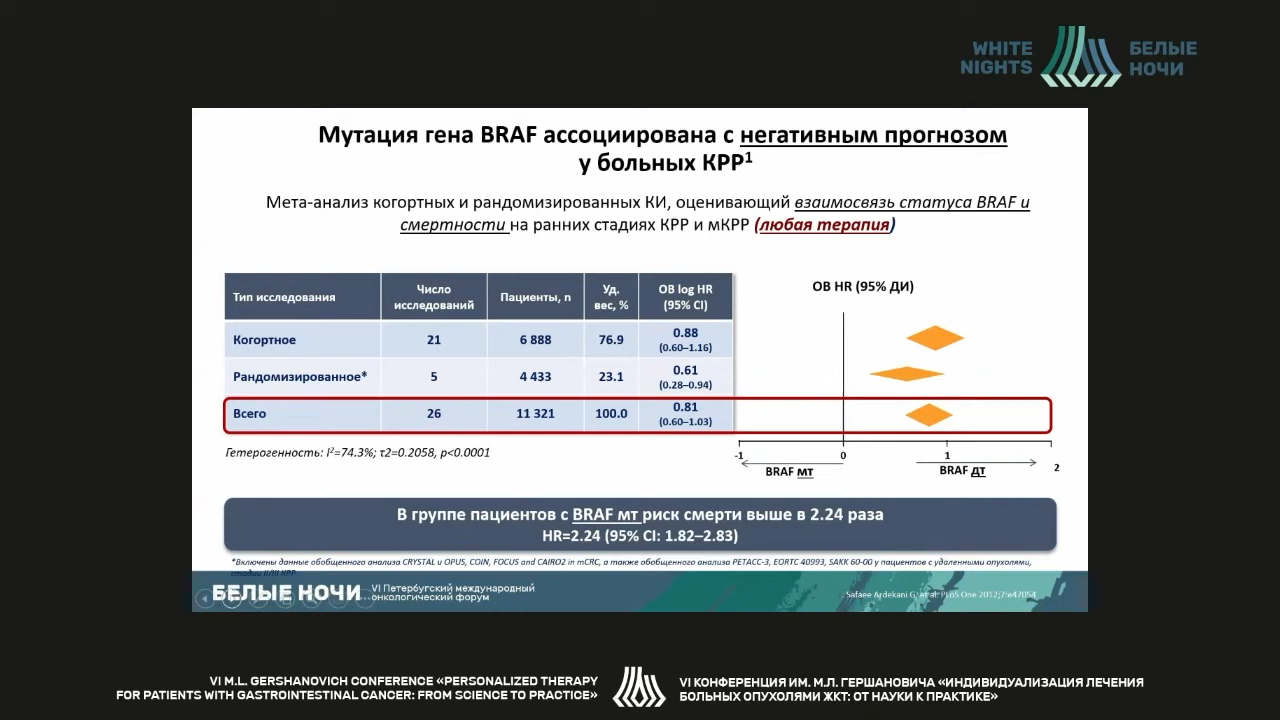 WHITE
NIGHTS
БЕЛЫЕ
НОЧИ
Мутация гена BRAF ассоциирована с негативным прогнозом
у больных КРР¹
Мета-анализ когортных и рандомизированных КИ, оценивающий взаимосвязь статуса BRAF и
смертности на ранних стадиях КРР и мКРР (любая терапия)
Тип исследования
Число
исследований
Пациенты, n
Уд.
вес, %
ОВ log HR
(95% CI)
Когортное
21
6 888
76.9
0.88
(0.60–1.16)
Рандомизированное*
5
4 433
23.1
0.61
(0.28–0.94)
Всего
26
11 321
100.0
0.81
(0.60–1.03)
ОВ HR (95% ДИ)
-1
0
1
2
BRAF мт
BRAF дт
Гетерогенность: I²=74.3%; τ2=0.2058, p<0.0001
В группе пациентов с BRAF мт риск смерти выше в 2.24 раза
HR=2.24 (95% CI: 1.82–2.83)
*Включены данные обобщенного анализа CRYSTAL и OPUS, COIN, FOCUS and CAIRO2 in mCRC, а также обобщенного анализа PETACC-3, EORTC 40993, SAKK 60-00 у пациентов с удаленными опухолями,
стадии II/III КРР
БЕЛЫЕ НОЧИ
VI Петербургский международный
онкологический форум
Safaee Ardekani G, et al. PLoS One 2012;7:e47054
VI M.L. GERSHANOVICH CONFERENCE «PERSONALIZED THERAPY
FOR PATIENTS WITH GASTROINTESTINAL CANCER: FROM SCIENCE TO PRACTICE»
VI КОНФЕРЕНЦИЯ ИМ. М.Л. ГЕРШАНОВИЧА «ИНДИВИДУАЛИЗАЦИЯ ЛЕЧЕНИЯ
БОЛЬНЫХ ОПУХОЛЯМИ ЖКТ: ОТ НАУКИ К ПРАКТИКЕ»